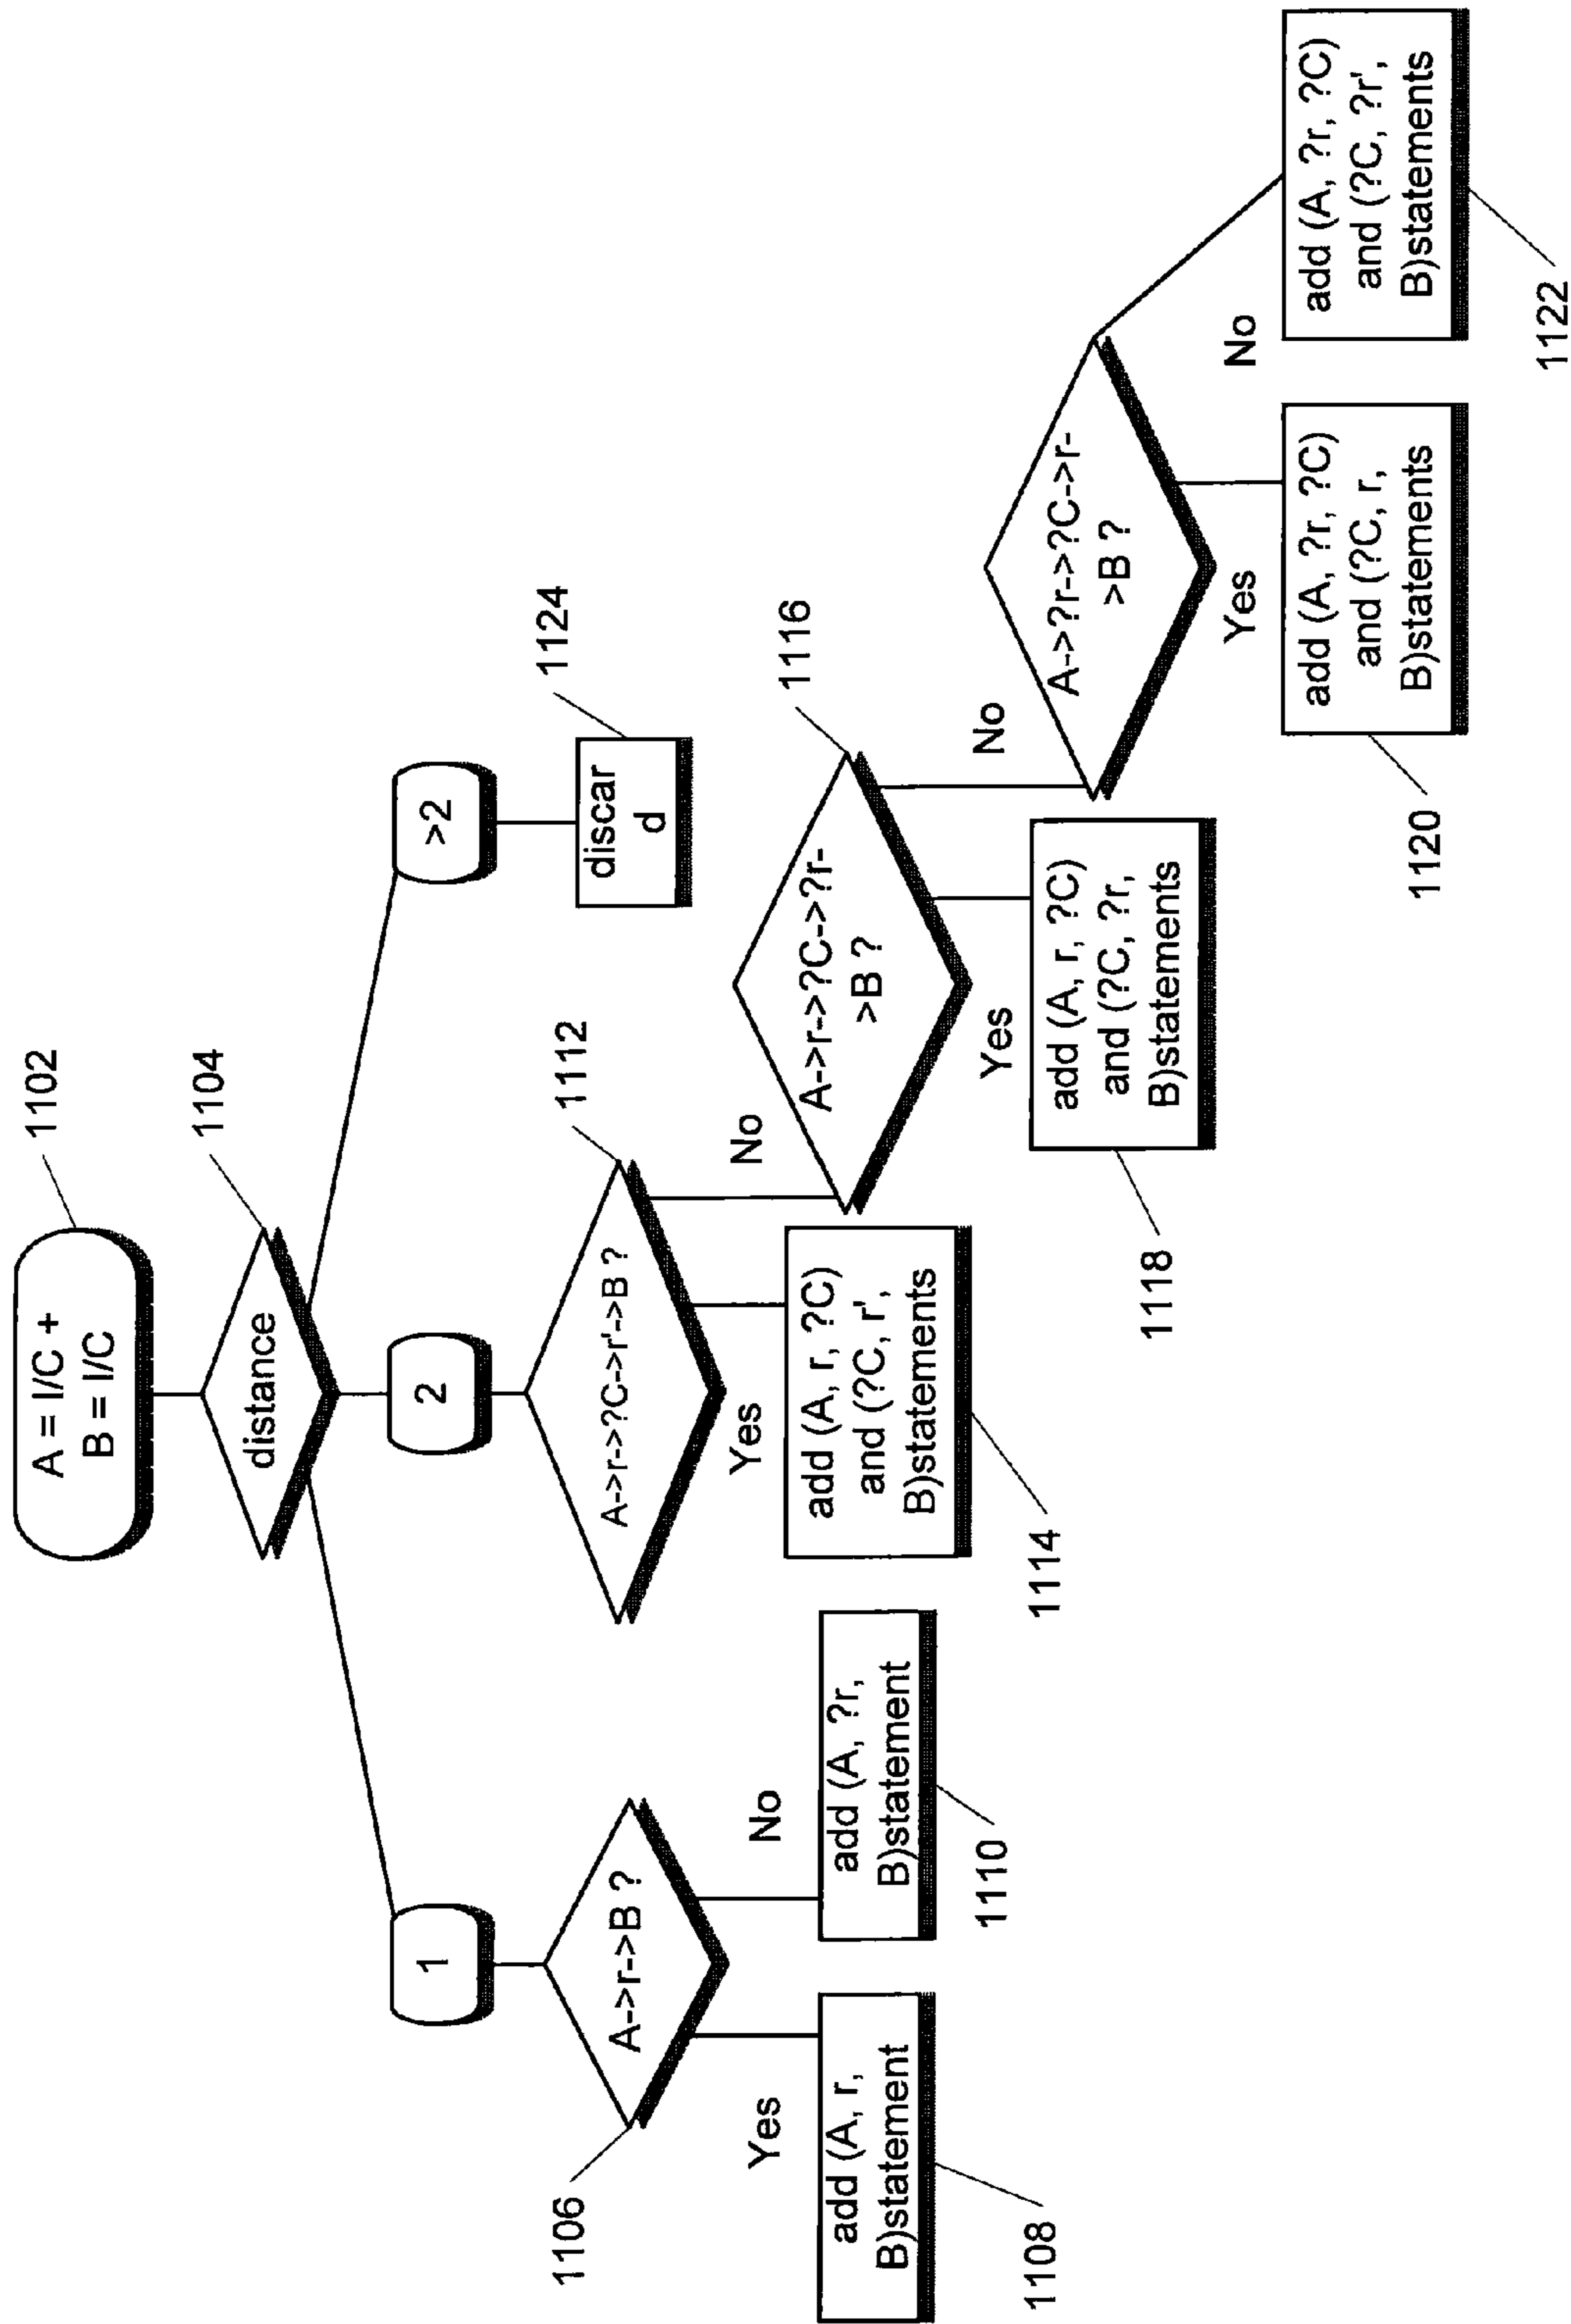 A = I/C +
B = I/C
1102
distance
1104
1
2
>2
A->r->B ?
1106
A->r->?C->r'->B ?
1112
discar
d
1124
Yes
No
Yes
No
add (A, r,
B)statement
1108
add (A, ?r,
B)statement
1110
add (A, r, ?C)
and (?C, r',
B)statements
1114
A->r->?C->?r-
>B ?
1116
Yes
No
add (A, r, ?C)
and (?C, ?r,
B)statements
1118
A->?r->?C->r-
>B ?
Yes
No
add (A, ?r, ?C)
and (?C, r,
B)statements
1120
add (A, ?r, ?C)
and (?C, ?r',
B)statements
1122